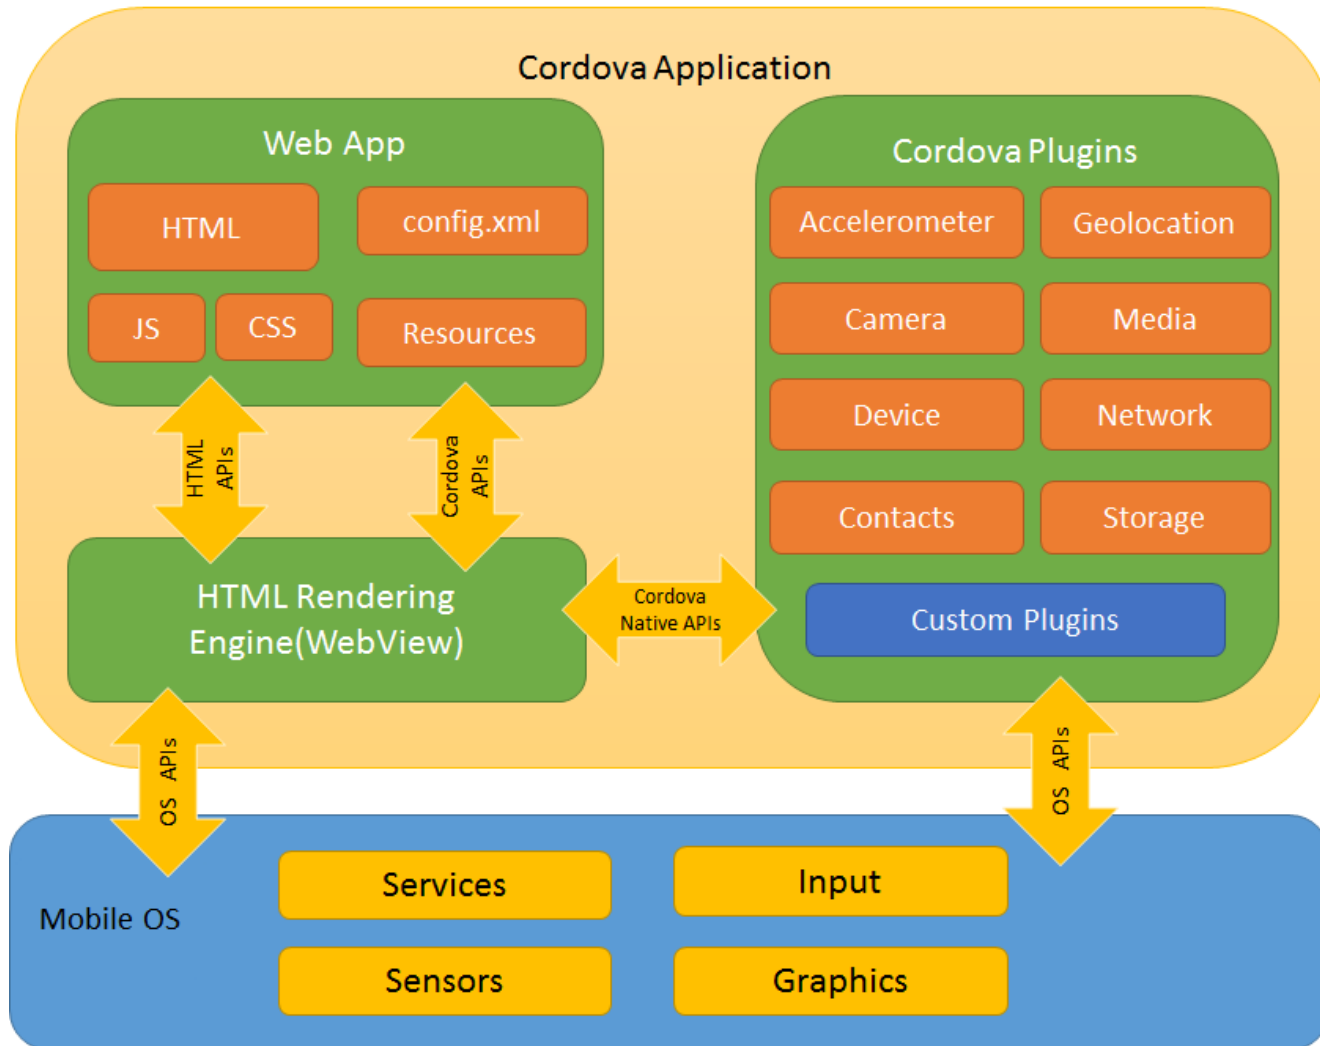 Cordova Application
Web App
HTML
config.xml
JS
CSS
Resources
HTML
APIs
Cordova
APIs
HTML Rendering
Engine(WebView)
Cordova
Native APIs
Cordova Plugins
Accelerometer
Geolocation
Camera
Media
Device
Network
Contacts
Storage
Custom Plugins
OS APIs
OS APIs
Mobile OS
Services
Input
Sensors
Graphics